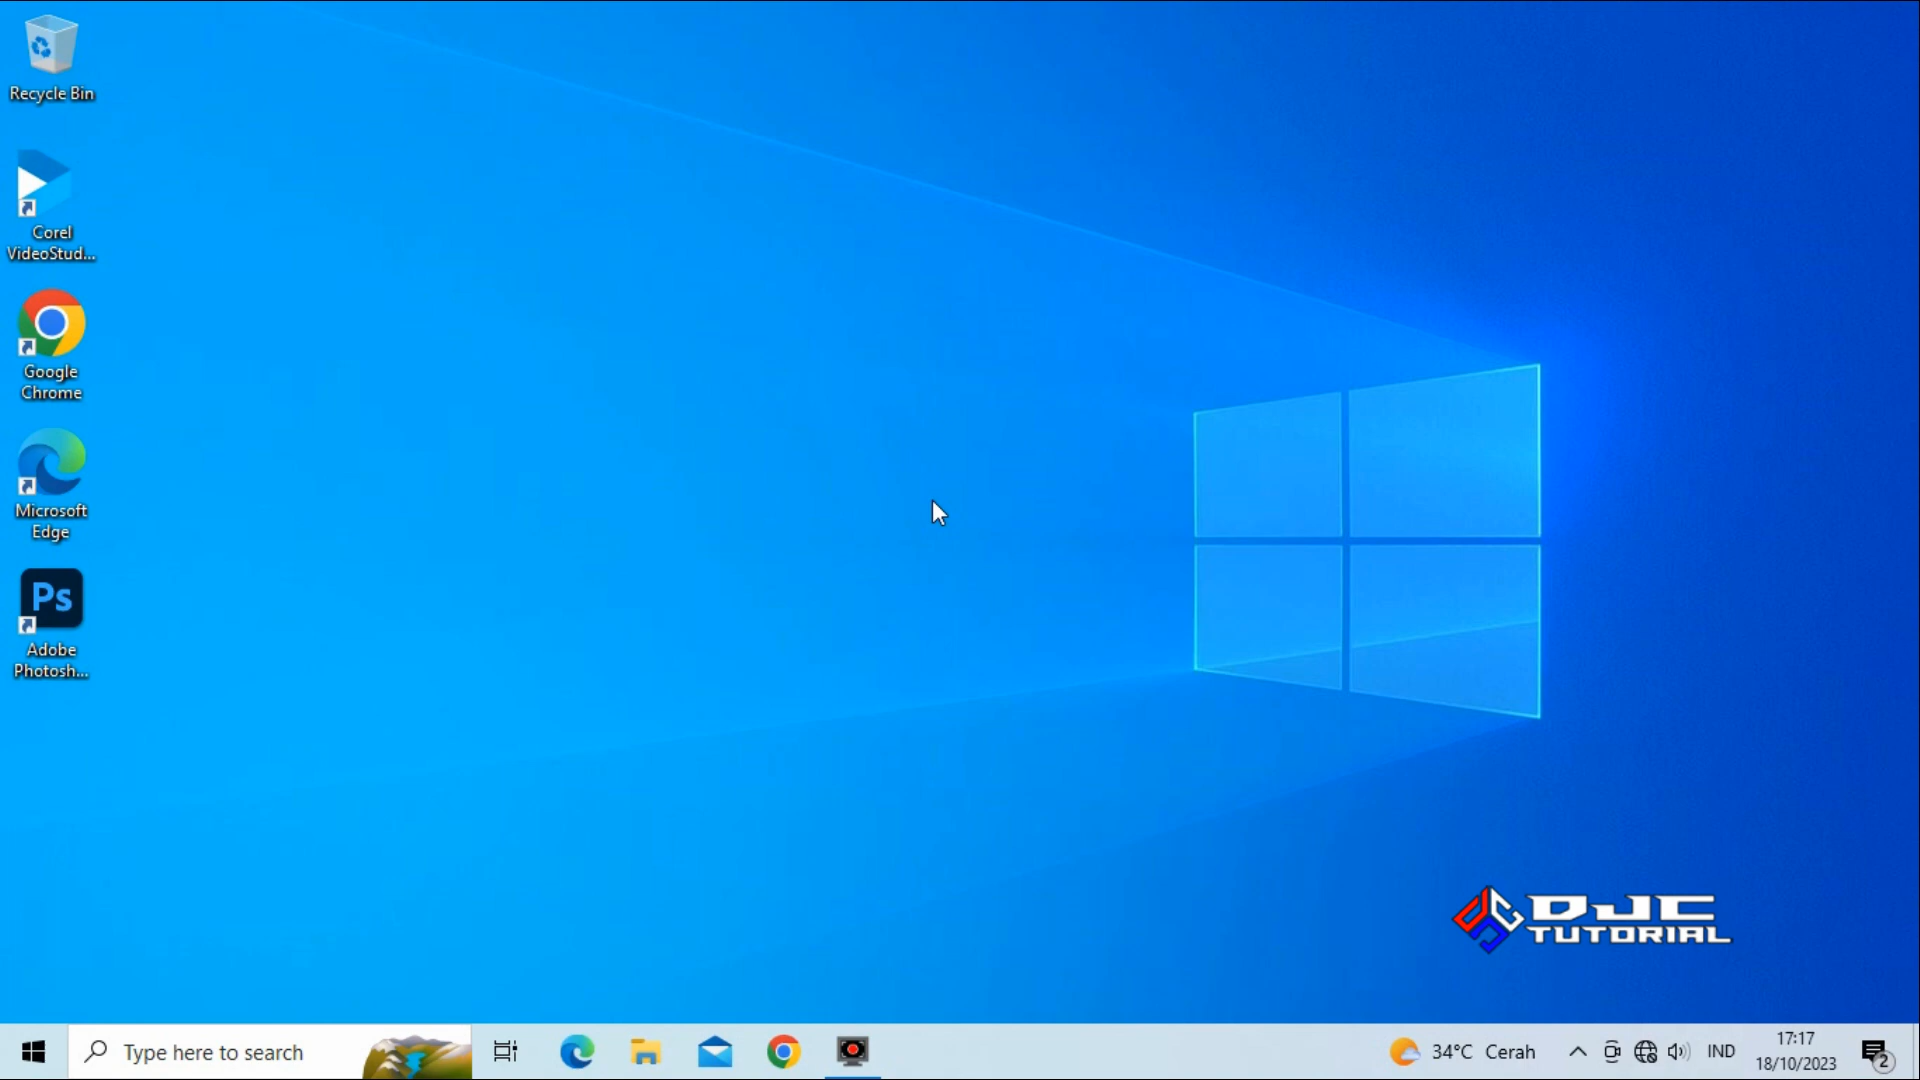 Recycle Bin
Corel
VideoStud...
Google
Chrome
Microsoft
Edge
Ps
Adobe
Photosh...
DJC
TUTORIAL
Type here to search
34°C Cerah
IND
17:17
18/10/2023
2